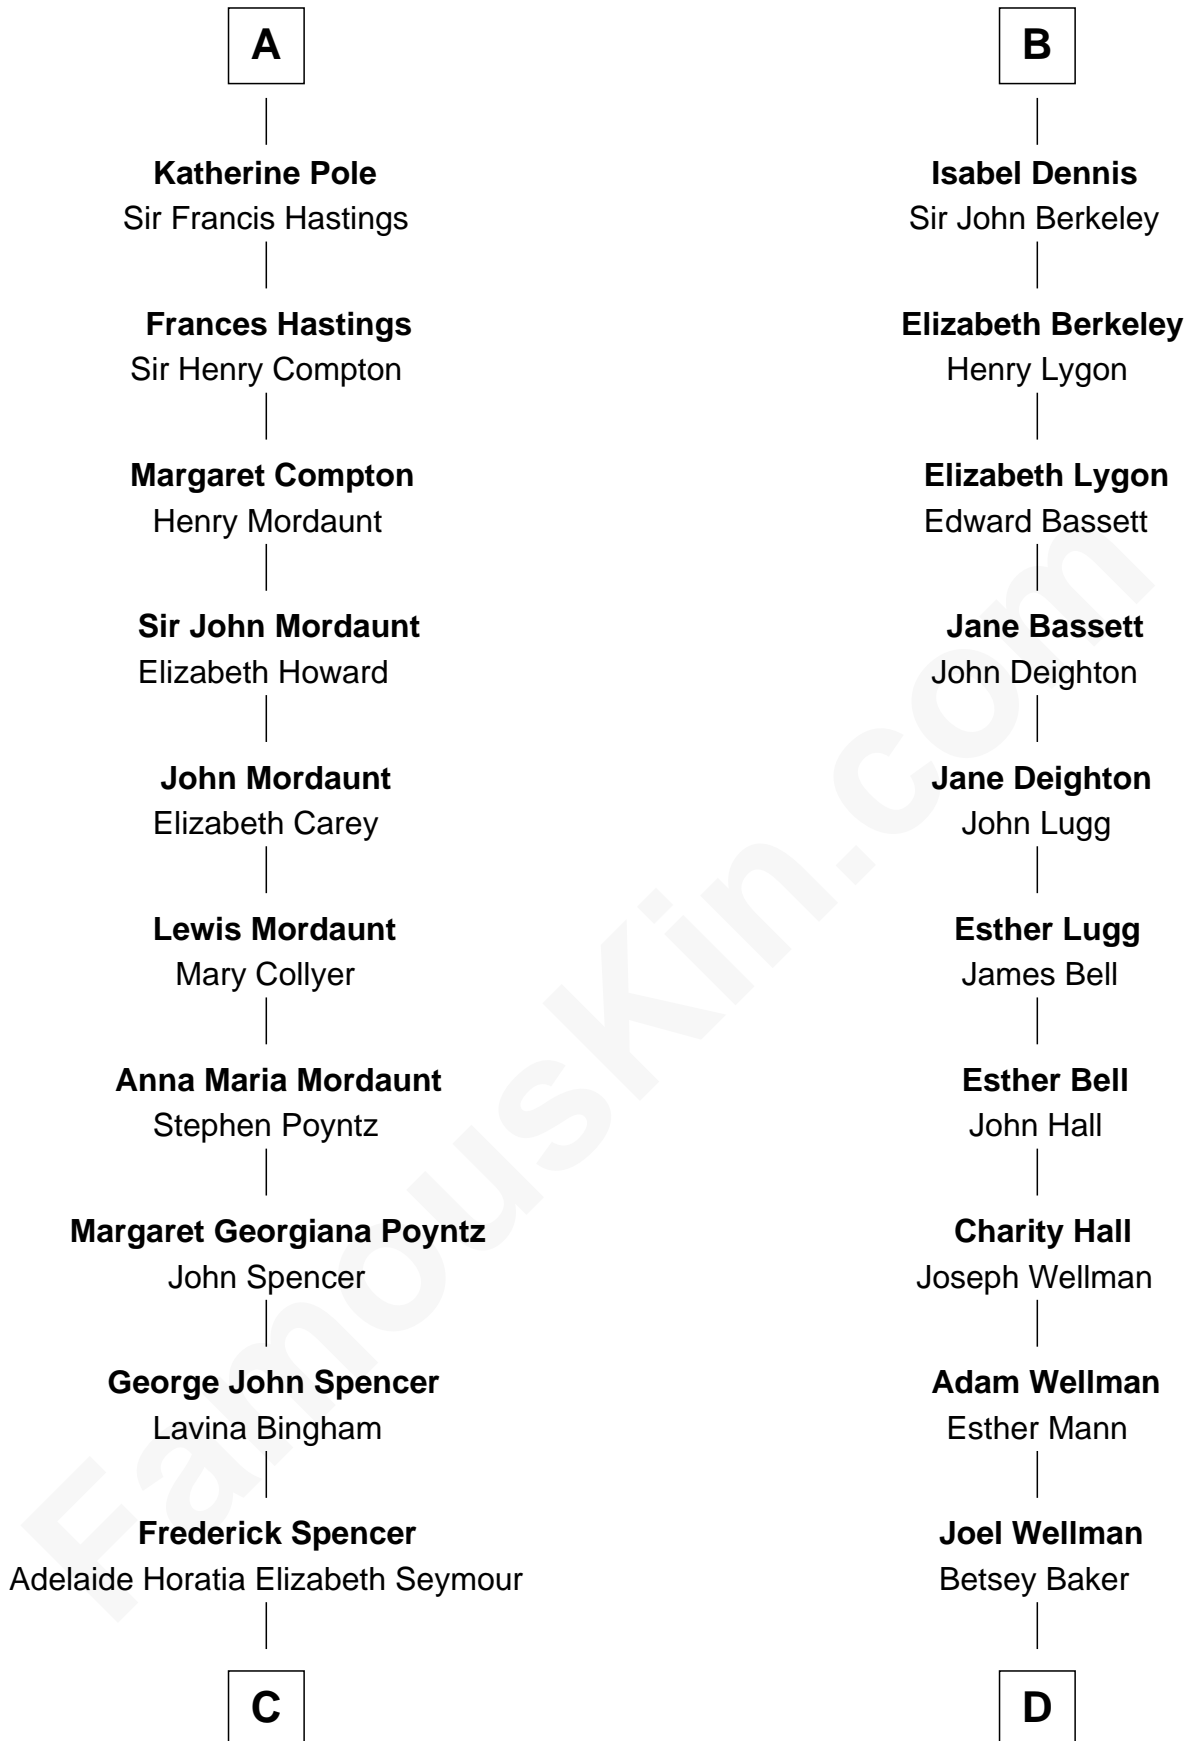 A
Katherine Pole
Sir Francis Hastings
Frances Hastings
Sir Henry Compton
Margaret Compton
Henry Mordaunt
Sir John Mordaunt
Elizabeth Howard
John Mordaunt
Elizabeth Carey
Lewis Mordaunt
Mary Collyer
Anna Maria Mordaunt
Stephen Poyntz
Margaret Georgiana Poyntz
John Spencer
George John Spencer
Lavina Bingham
Frederick Spencer
Adelaide Horatia Elizabeth Seymour
C
B
Isabel Dennis
Sir John Berkeley
Elizabeth Berkeley
Henry Lygon
Elizabeth Lygon
Edward Bassett
Jane Bassett
John Deighton
Jane Deighton
John Lugg
Esther Lugg
James Bell
Esther Bell
John Hall
Charity Hall
Joseph Wellman
Adam Wellman
Esther Mann
Joel Wellman
Betsey Baker
D
FamousKin.com